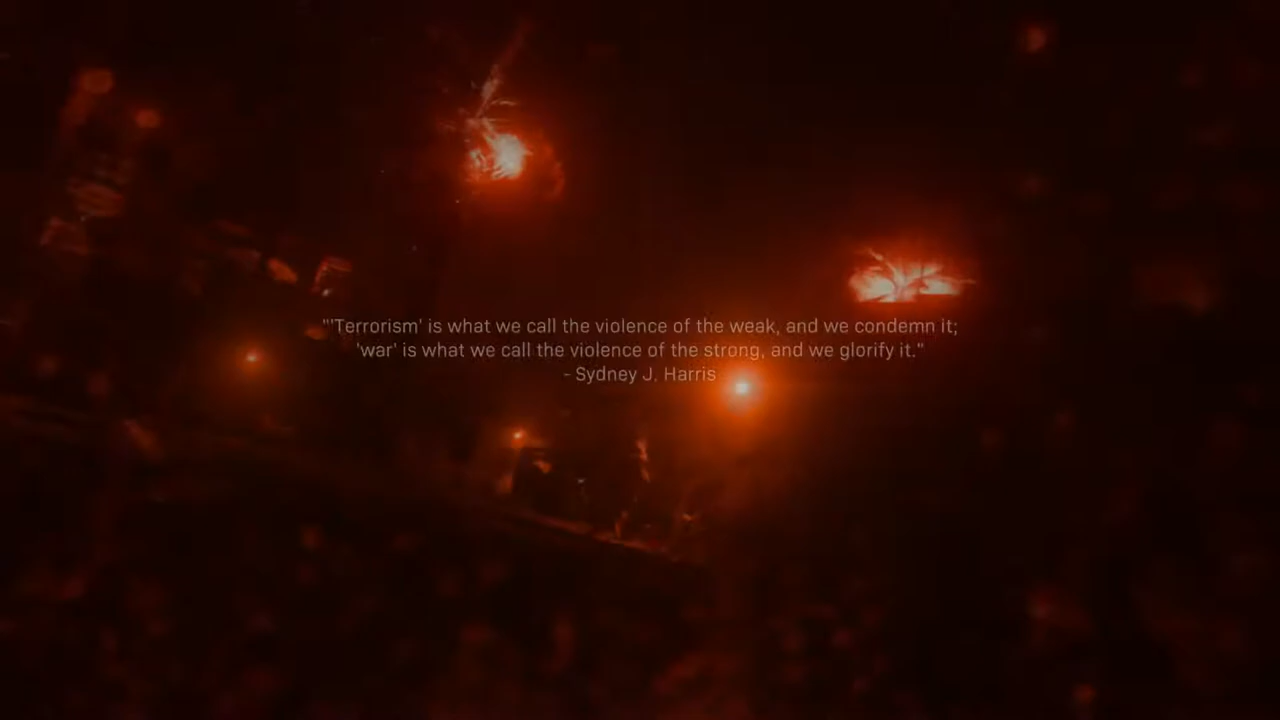 "'Terrorism' is what we call the violence of the weak, and we condemn it;
'war' is what we call the violence of the strong, and we glorify it."
- Sydney J. Harris